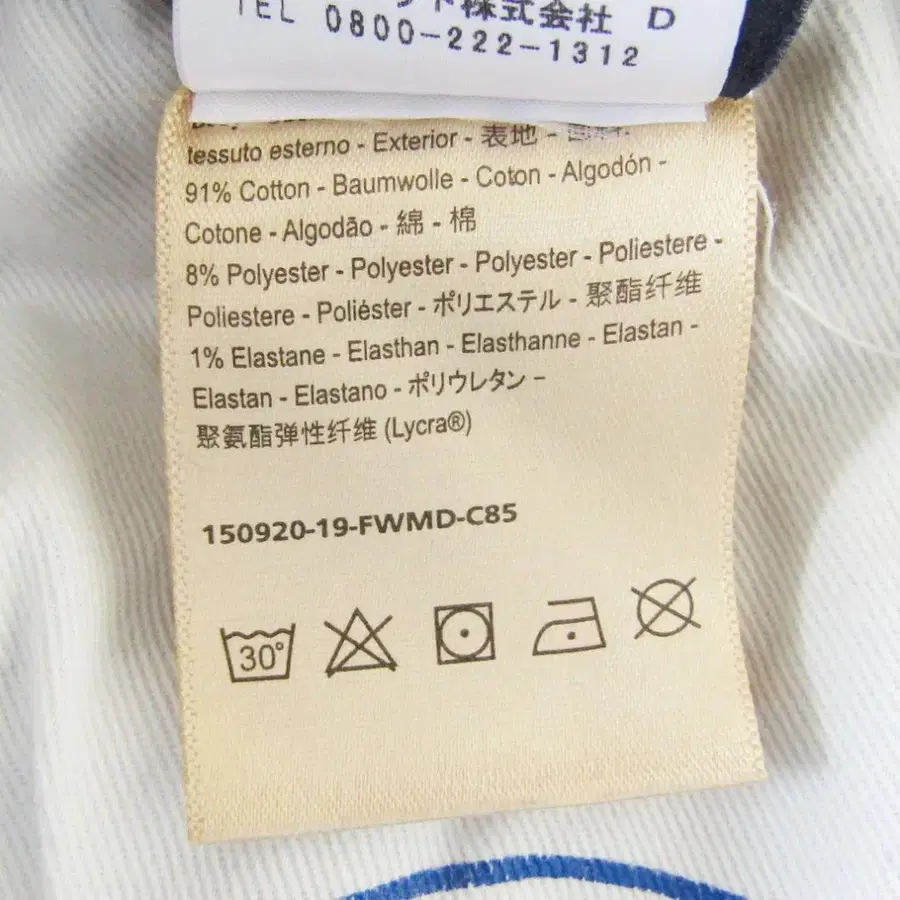 株式会社 D
TEL 0800-222-1312
tessuto esterno - Exterior - 表地 -
91% Cotton - Baumwolle - Coton - Algodón -
Cotone - Algodão - 綿 - 棉
8% Polyester - Polyester - Polyester - Poliestere -
Poliestere - Poliéster - ポリエステル - 聚酯纤维
1% Elastane - Elasthan - Elasthanne - Elastan -
Elastan - Elastano - ポリウレタン -
聚氨酯弹性纤维 (Lycra®)
150920-19-FWMD-C85
30°